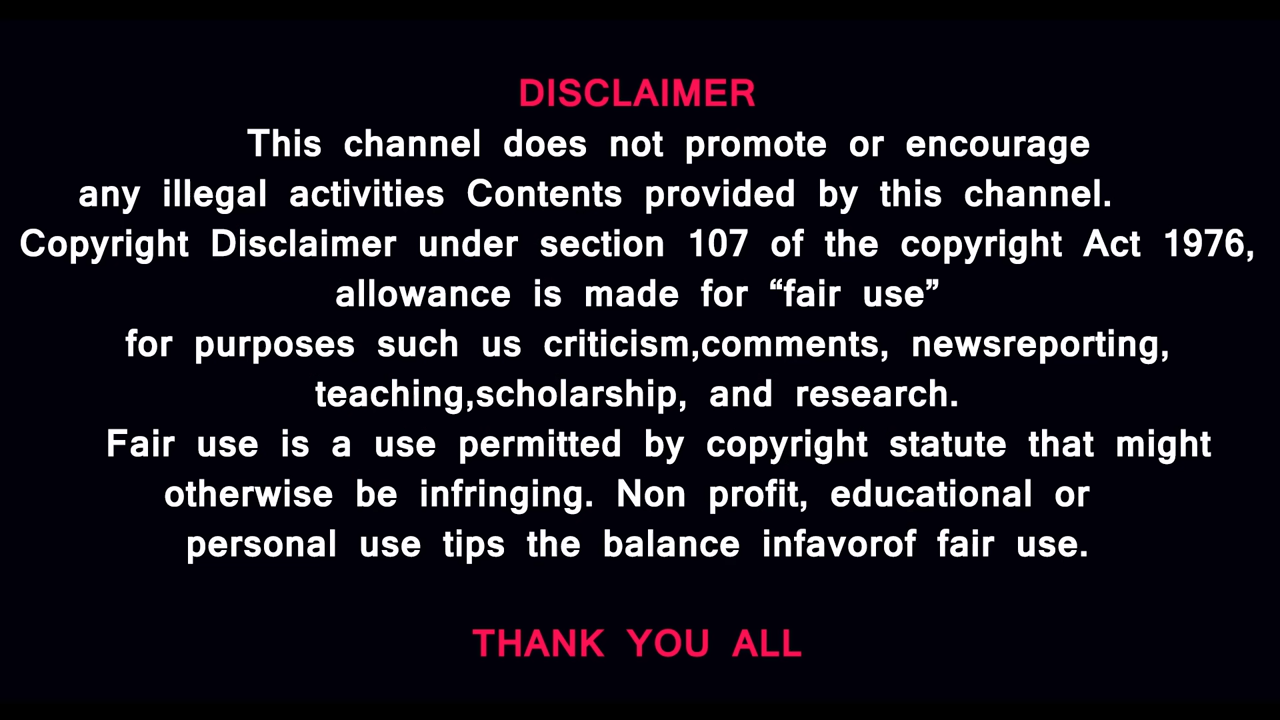 DISCLAIMER
This channel does not promote or encourage
any illegal activities Contents provided by this channel.
Copyright Disclaimer under section 107 of the copyright Act 1976,
allowance is made for “fair use”
for purposes such us criticism,comments, newsreporting,
teaching,scholarship, and research.
Fair use is a use permitted by copyright statute that might
otherwise be infringing. Non profit, educational or
personal use tips the balance infavorof fair use.
THANK YOU ALL